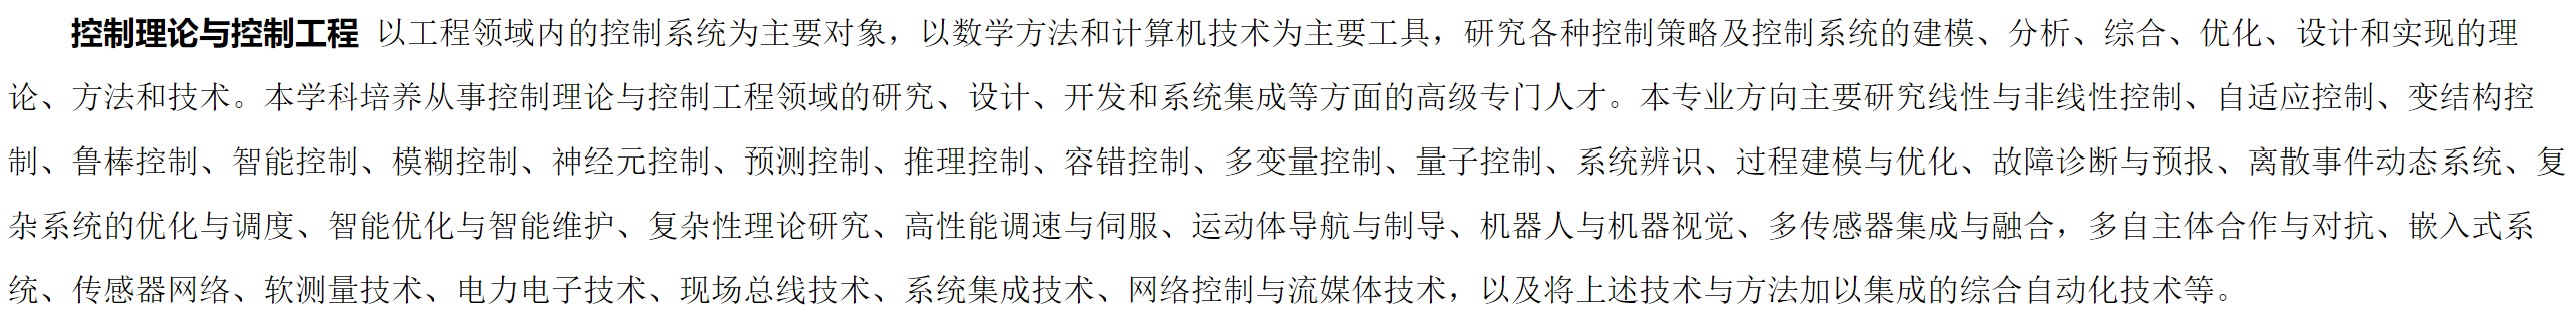 控制理论与控制工程 以工程领域内的控制系统为主要对象，以数学方法和计算机技术为主要工具，研究各种控制策略及控制系统的建模、分析、综合、优化、设计和实现的理
论、方法和技术。本学科培养从事控制理论与控制工程领域的研究、设计、开发和系统集成等方面的高级专门人才。本专业方向主要研究线性与非线性控制、自适应控制、变结构控
制、鲁棒控制、智能控制、模糊控制、神经元控制、预测控制、推理控制、容错控制、多变量控制、量子控制、系统辨识、过程建模与优化、故障诊断与预报、离散事件动态系统、复
杂系统的优化与调度、智能优化与智能维护、复杂性理论研究、高性能调速与伺服、运动体导航与制导、机器人与机器视觉、多传感器集成与融合，多自主体合作与对抗、嵌入式系
统、传感器网络、软测量技术、电力电子技术、现场总线技术、系统集成技术、网络控制与流媒体技术，以及将上述技术与方法加以集成的综合自动化技术等。